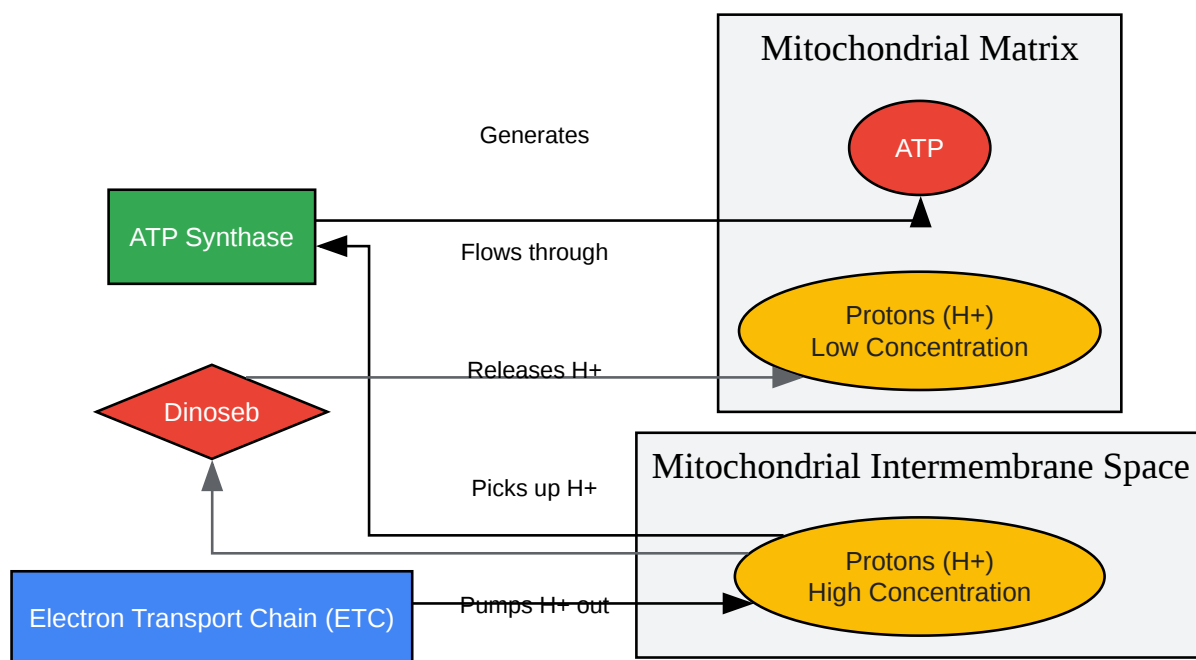 Mitochondrial Matrix
Generates
ATP
ATP Synthase
Flows through
Protons (H+)
Low Concentration
Releases H+
Dinoseb
Mitochondrial Intermembrane Space
Picks up H+
Protons (H+)
High Concentration
Electron Transport Chain (ETC)
Pumps H+ out